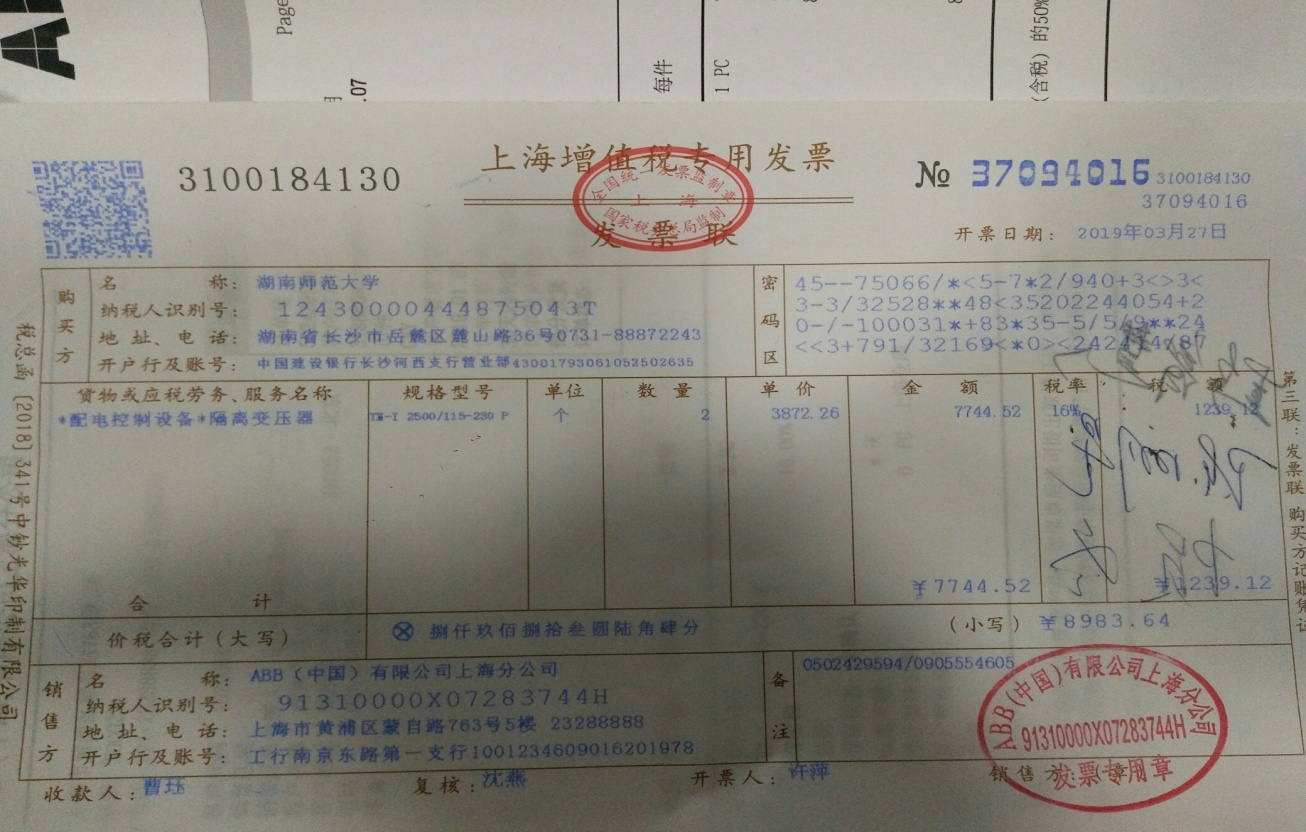 ABB
Page
.07
每件
1 PC
(含税) 的50%
上海增值税专用发票
3100184130
№ 37094016
3100184130
37094016
全国统一发票监制章
上海
国家税务总局监制
发票联
开票日期: 2019年03月27日
购买方
名称: 湖南师范大学
纳税人识别号: 12430000444875043T
地址、电话: 湖南省长沙市岳麓区麓山路36号0731-88872243
开户行及账号: 中国建设银行长沙河西支行营业部43001793061052502635
密码区
45--75066/*<5-7*2/940+3<>3<
3-3/32528**48<35202244054+2
0-/-100031*+83*35-5/5/9**24
<<3+791/32169<*0><242474/87
货物或应税劳务、服务名称 规格型号 单位 数量 单价 金额 税率 税额
*配电控制设备*隔离变压器 TM-I 2500/115-230 P 个 2 3872.26 7744.52 16% 1239.12
合计 ¥7744.52 ¥1239.12
价税合计(大写) ⊗ 捌仟玖佰捌拾叁圆陆角肆分 (小写) ¥8983.64
销售方
名称: ABB(中国)有限公司上海分公司
纳税人识别号: 91310000X07283744H
地址、电话: 上海市黄浦区蒙自路763号5楼 23288888
开户行及账号: 工行南京东路第一支行1001234609016201978
备注
0502429594/0905554605
ABB(中国)有限公司上海分公司
91310000X07283744H
发票专用章
收款人: 曹珏 复核: 沈燕 开票人: 许萍 销售方:(章)
税总函〔2018〕341号中钞光华印制有限公司
第三联:发票联 购买方记账凭证